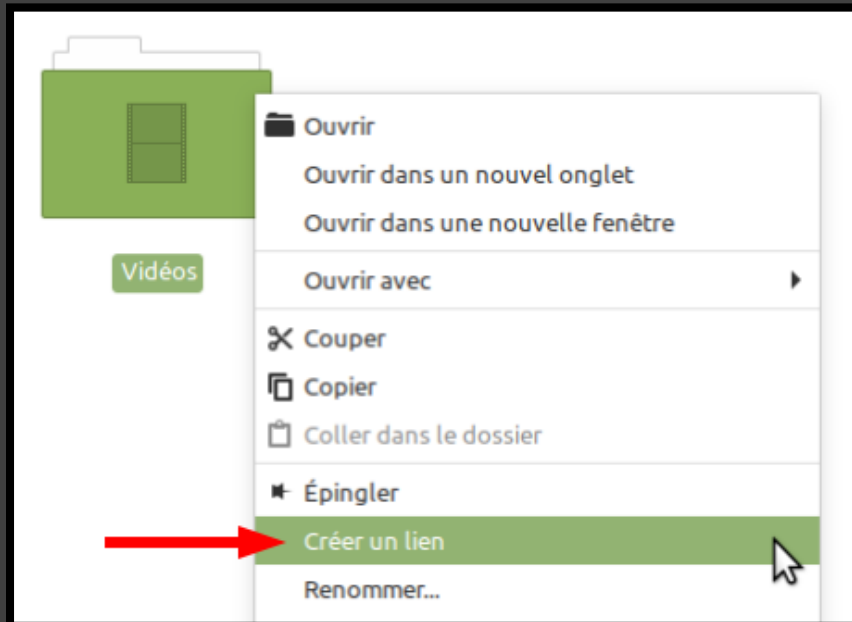 Vidéos
Ouvrir
Ouvrir dans un nouvel onglet
Ouvrir dans une nouvelle fenêtre
Ouvrir avec
Couper
Copier
Coller dans le dossier
Épingler
Créer un lien
Renommer...